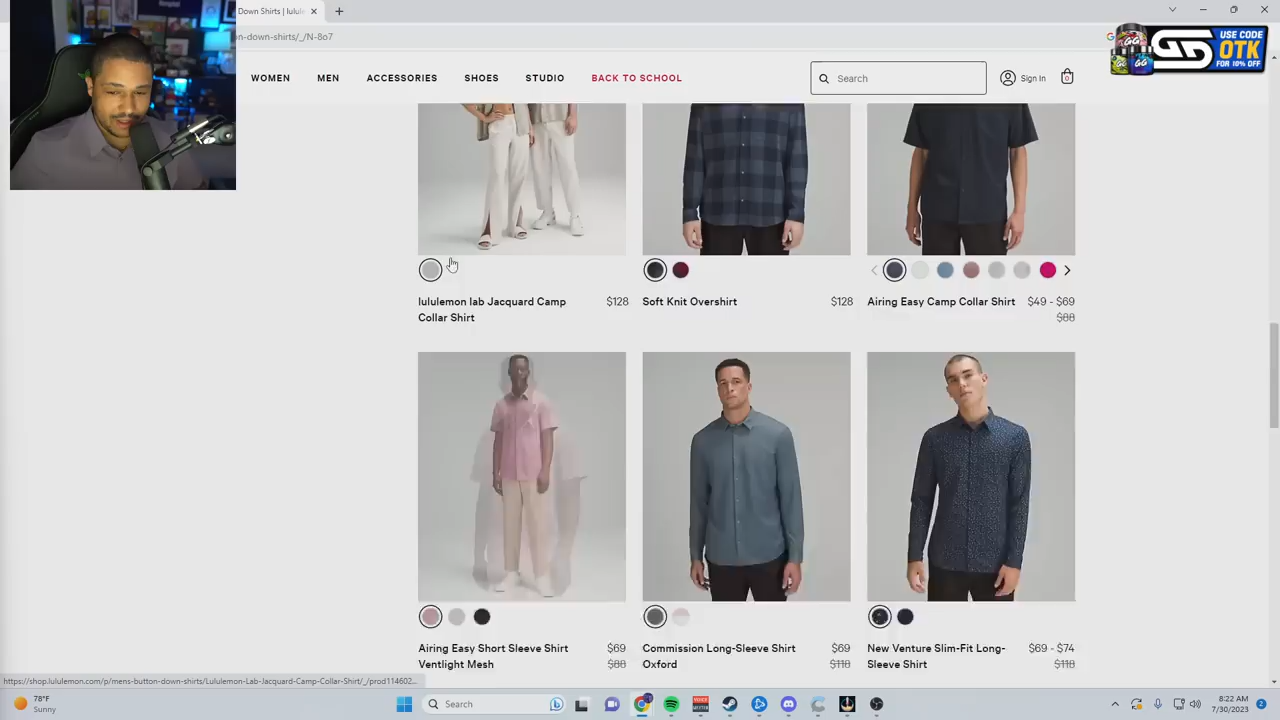 Down Shirts | lulule
on-down-shirts/_/N-8o7
USE CODE
OTK
FOR 10% OFF
GG
WOMEN
MEN
ACCESSORIES
SHOES
STUDIO
BACK TO SCHOOL
Search
Sign In
0
lululemon lab Jacquard Camp
Collar Shirt
$128
Soft Knit Overshirt
$128
Airing Easy Camp Collar Shirt
$49 - $69
$88
Airing Easy Short Sleeve Shirt
Ventlight Mesh
$69
$88
Commission Long-Sleeve Shirt
Oxford
$69
$118
New Venture Slim-Fit Long-
Sleeve Shirt
$69 - $74
$118
https://shop.lululemon.com/p/mens-button-down-shirts/Lululemon-Lab-Jacquard-Camp-Collar-Shirt/_/prod114602...
78°F
Sunny
Search
8:22 AM
7/30/2023